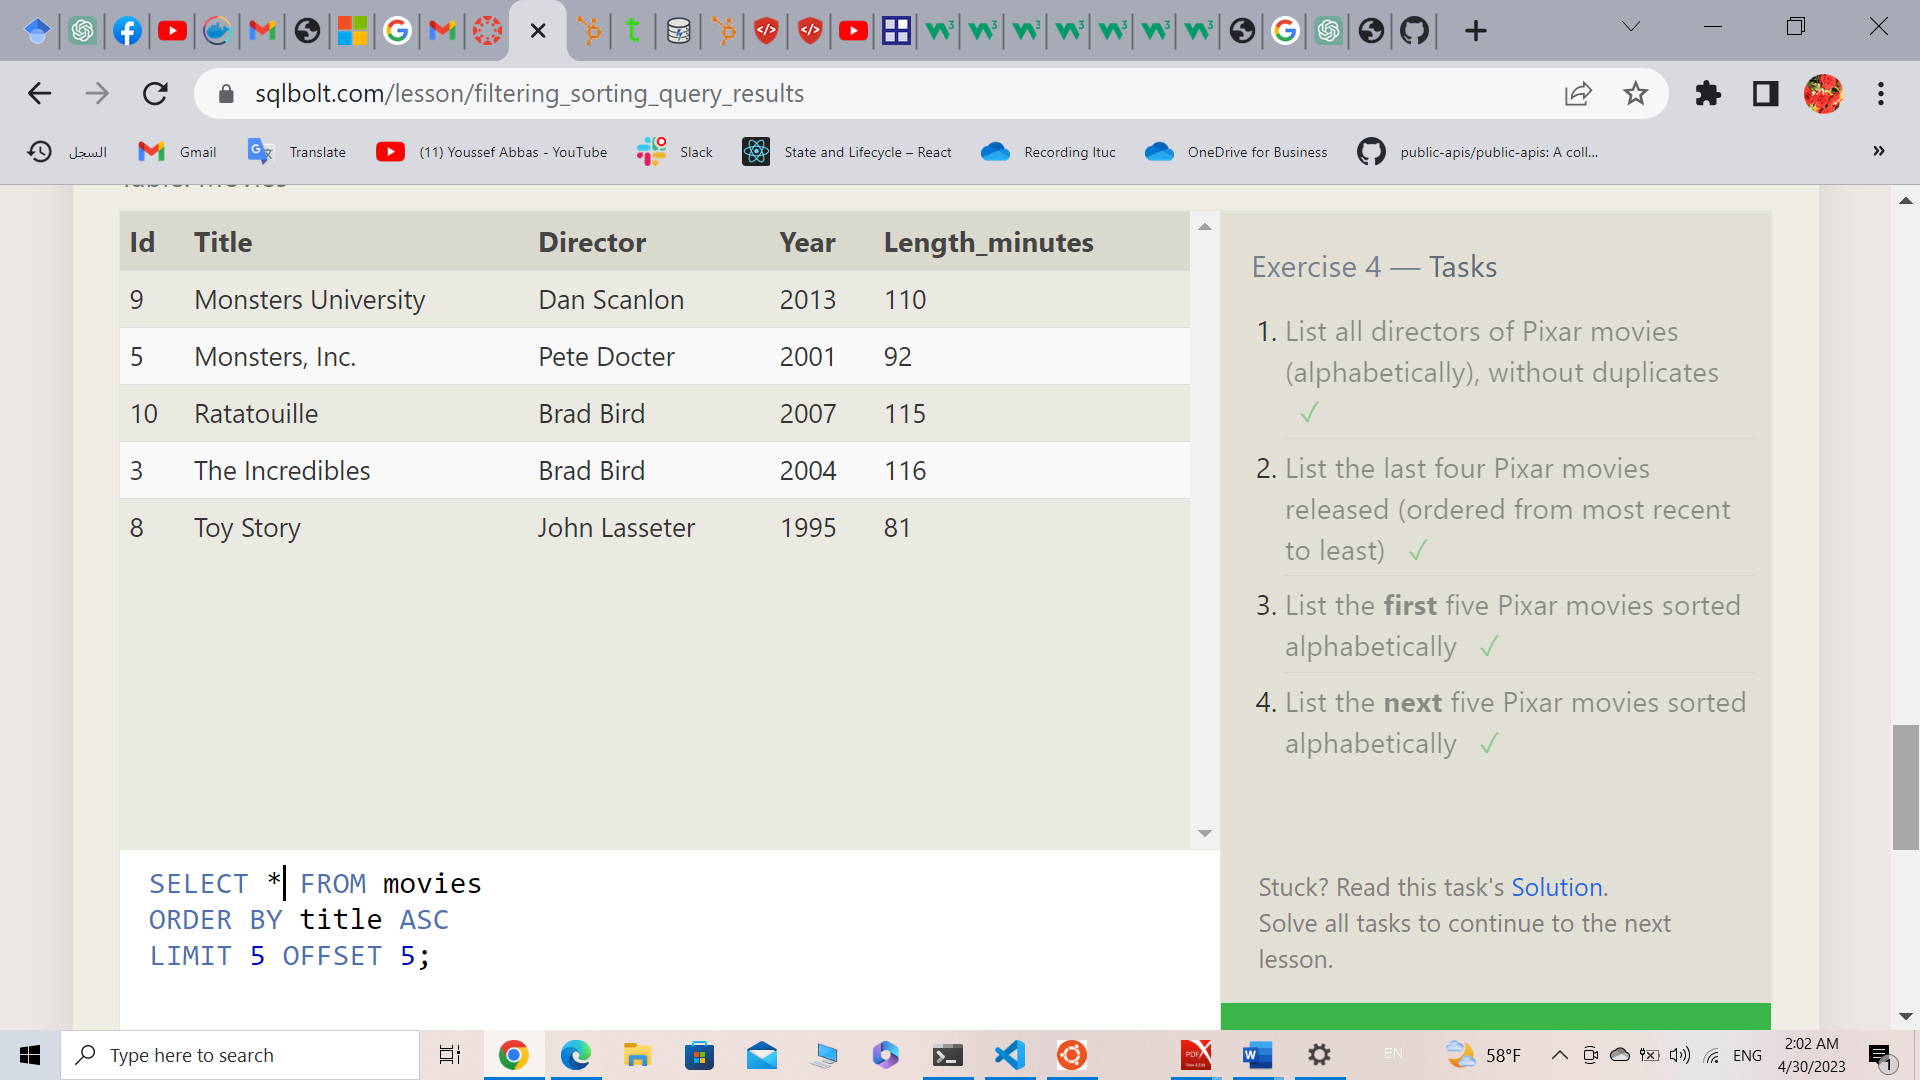 sqlbolt.com/lesson/filtering_sorting_query_results
السجل
Gmail
Translate
(11) Youssef Abbas - YouTube
Slack
State and Lifecycle – React
Recording Ituc
OneDrive for Business
public-apis/public-apis: A coll...
»
Id Title Director Year Length_minutes
9 Monsters University Dan Scanlon 2013 110
5 Monsters, Inc. Pete Docter 2001 92
10 Ratatouille Brad Bird 2007 115
3 The Incredibles Brad Bird 2004 116
8 Toy Story John Lasseter 1995 81
SELECT * FROM movies
ORDER BY title ASC
LIMIT 5 OFFSET 5;
Exercise 4 — Tasks
1. List all directors of Pixar movies
(alphabetically), without duplicates
✓
2. List the last four Pixar movies
released (ordered from most recent
to least) ✓
3. List the first five Pixar movies sorted
alphabetically ✓
4. List the next five Pixar movies sorted
alphabetically ✓
Stuck? Read this task's Solution.
Solve all tasks to continue to the next
lesson.
Type here to search
EN
58°F
ENG
2:02 AM
4/30/2023
1